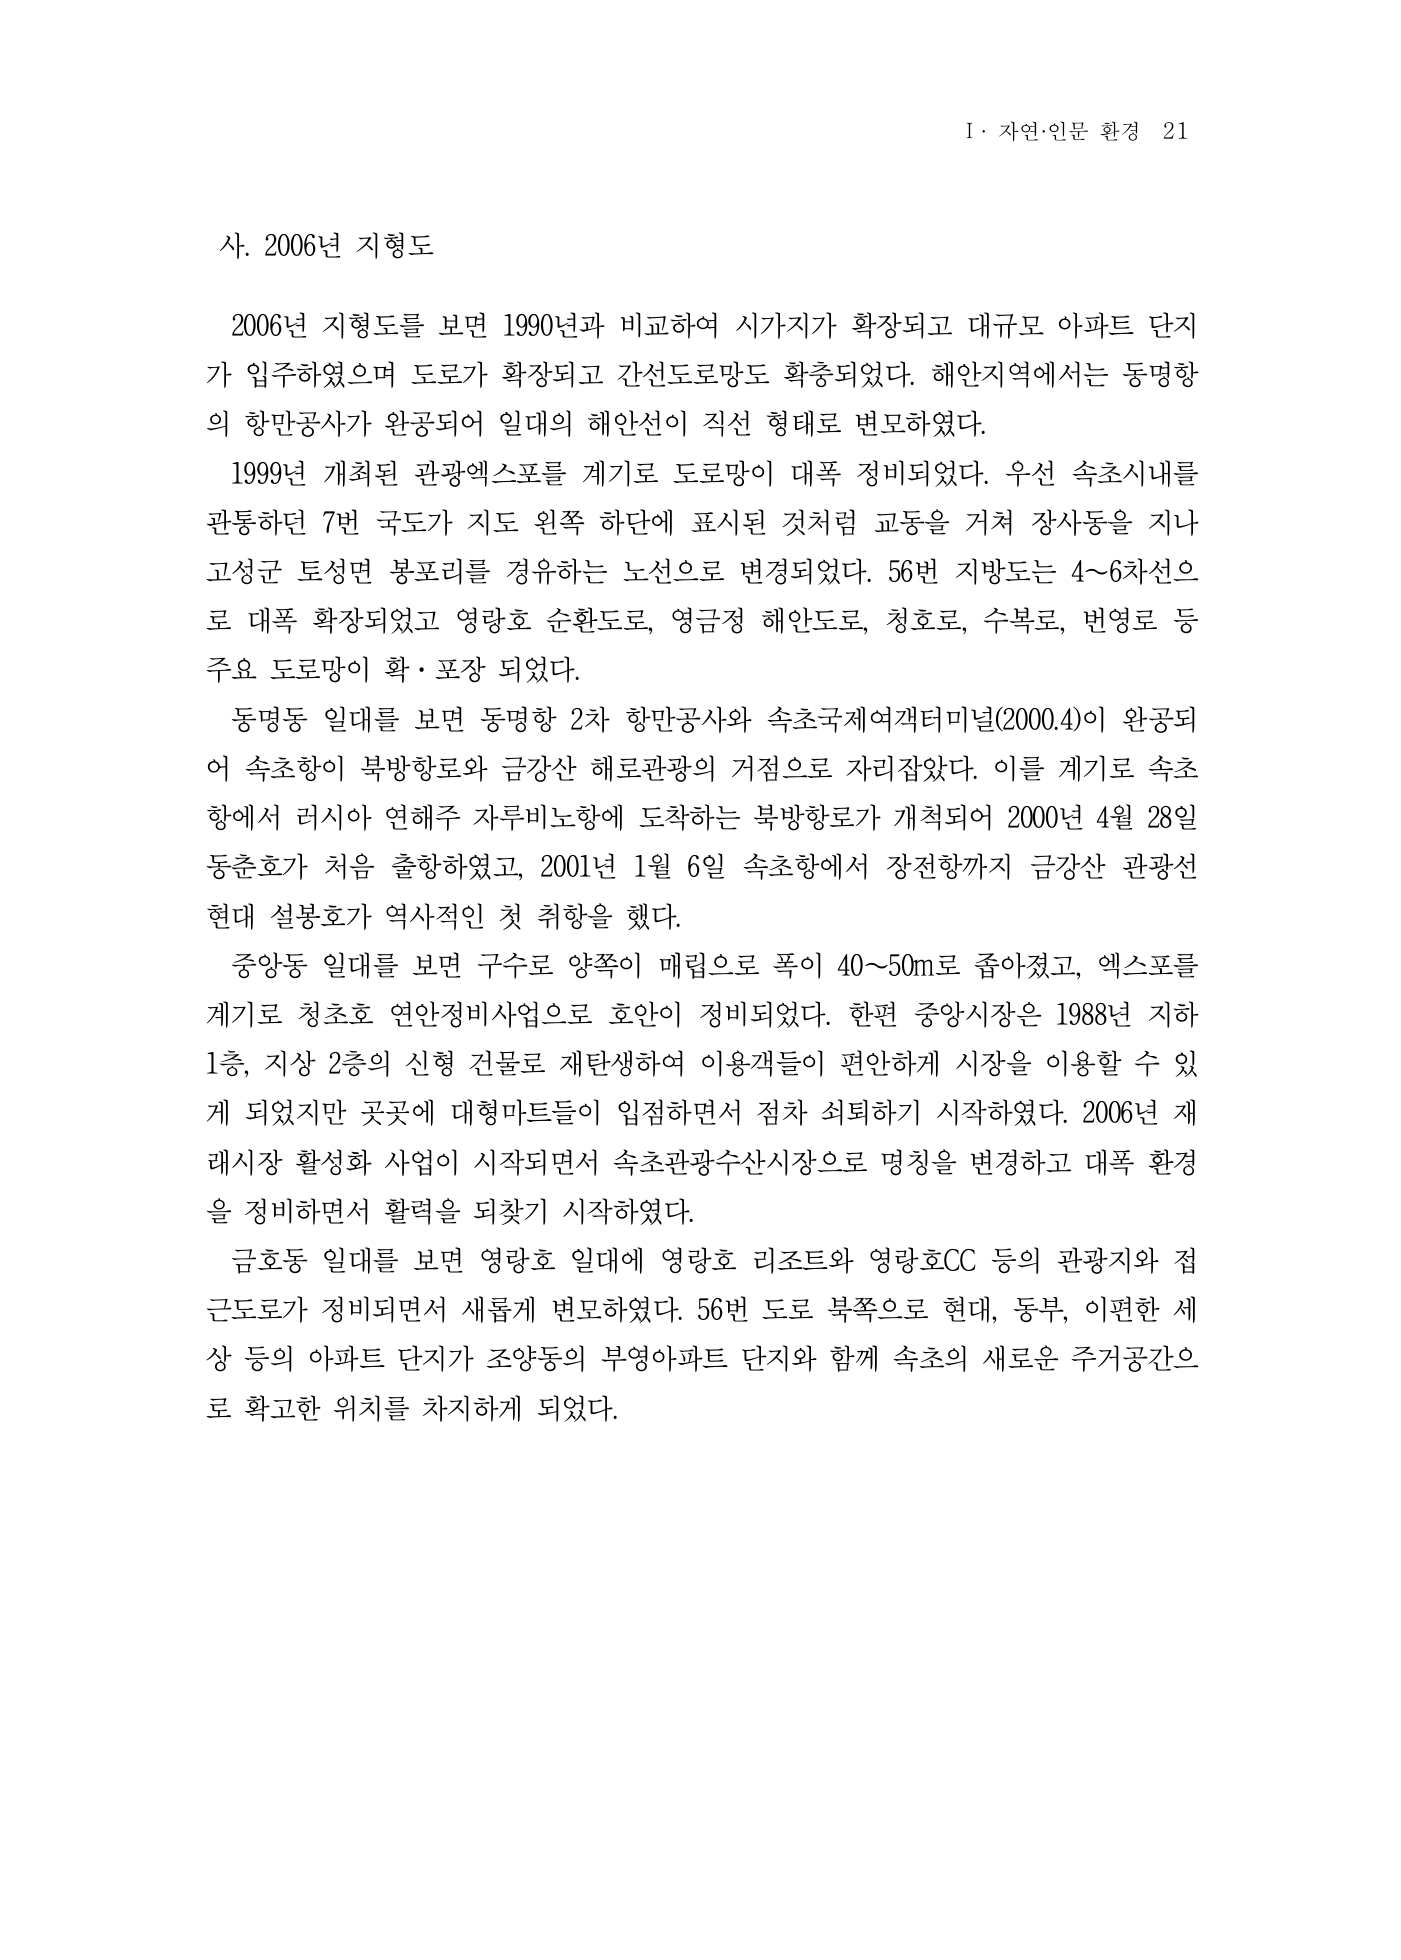 I· 자연·인문 환경 21
사. 2006년 지형도
2006년 지형도를 보면 1990년과 비교하여 시가지가 확장되고 대규모 아파트 단지
가 입주하였으며 도로가 확장되고 간선도로망도 확충되었다. 해안지역에서는 동명항
의 항만공사가 완공되어 일대의 해안선이 직선 형태로 변모하였다.
1999년 개최된 관광엑스포를 계기로 도로망이 대폭 정비되었다. 우선 속초시내를
관통하던 7번 국도가 지도 왼쪽 하단에 표시된 것처럼 교동을 거쳐 장사동을 지나
고성군 토성면 봉포리를 경유하는 노선으로 변경되었다. 56번 지방도는 4～6차선으
로 대폭 확장되었고 영랑호 순환도로, 영금정 해안도로, 청호로, 수복로, 번영로 등
주요 도로망이 확·포장 되었다.
동명동 일대를 보면 동명항 2차 항만공사와 속초국제여객터미널(2000.4)이 완공되
어 속초항이 북방항로와 금강산 해로관광의 거점으로 자리잡았다. 이를 계기로 속초
항에서 러시아 연해주 자루비노항에 도착하는 북방항로가 개척되어 2000년 4월 28일
동춘호가 처음 출항하였고, 2001년 1월 6일 속초항에서 장전항까지 금강산 관광선
현대 설봉호가 역사적인 첫 취항을 했다.
중앙동 일대를 보면 구수로 양쪽이 매립으로 폭이 40～50m로 좁아졌고, 엑스포를
계기로 청초호 연안정비사업으로 호안이 정비되었다. 한편 중앙시장은 1988년 지하
1층, 지상 2층의 신형 건물로 재탄생하여 이용객들이 편안하게 시장을 이용할 수 있
게 되었지만 곳곳에 대형마트들이 입점하면서 점차 쇠퇴하기 시작하였다. 2006년 재
래시장 활성화 사업이 시작되면서 속초관광수산시장으로 명칭을 변경하고 대폭 환경
을 정비하면서 활력을 되찾기 시작하였다.
금호동 일대를 보면 영랑호 일대에 영랑호 리조트와 영랑호CC 등의 관광지와 접
근도로가 정비되면서 새롭게 변모하였다. 56번 도로 북쪽으로 현대, 동부, 이편한 세
상 등의 아파트 단지가 조양동의 부영아파트 단지와 함께 속초의 새로운 주거공간으
로 확고한 위치를 차지하게 되었다.